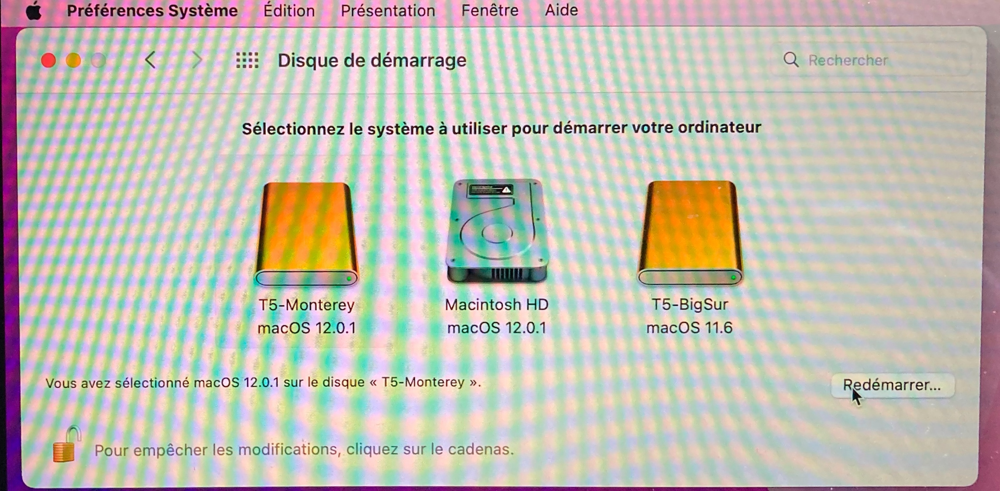 Préférences Système Édition Présentation Fenêtre Aide
Disque de démarrage
Rechercher
Sélectionnez le système à utiliser pour démarrer votre ordinateur
T5-Monterey
macOS 12.0.1
Macintosh HD
macOS 12.0.1
T5-BigSur
macOS 11.6
Vous avez sélectionné macOS 12.0.1 sur le disque « T5-Monterey ».
Redémarrer...
Pour empêcher les modifications, cliquez sur le cadenas.